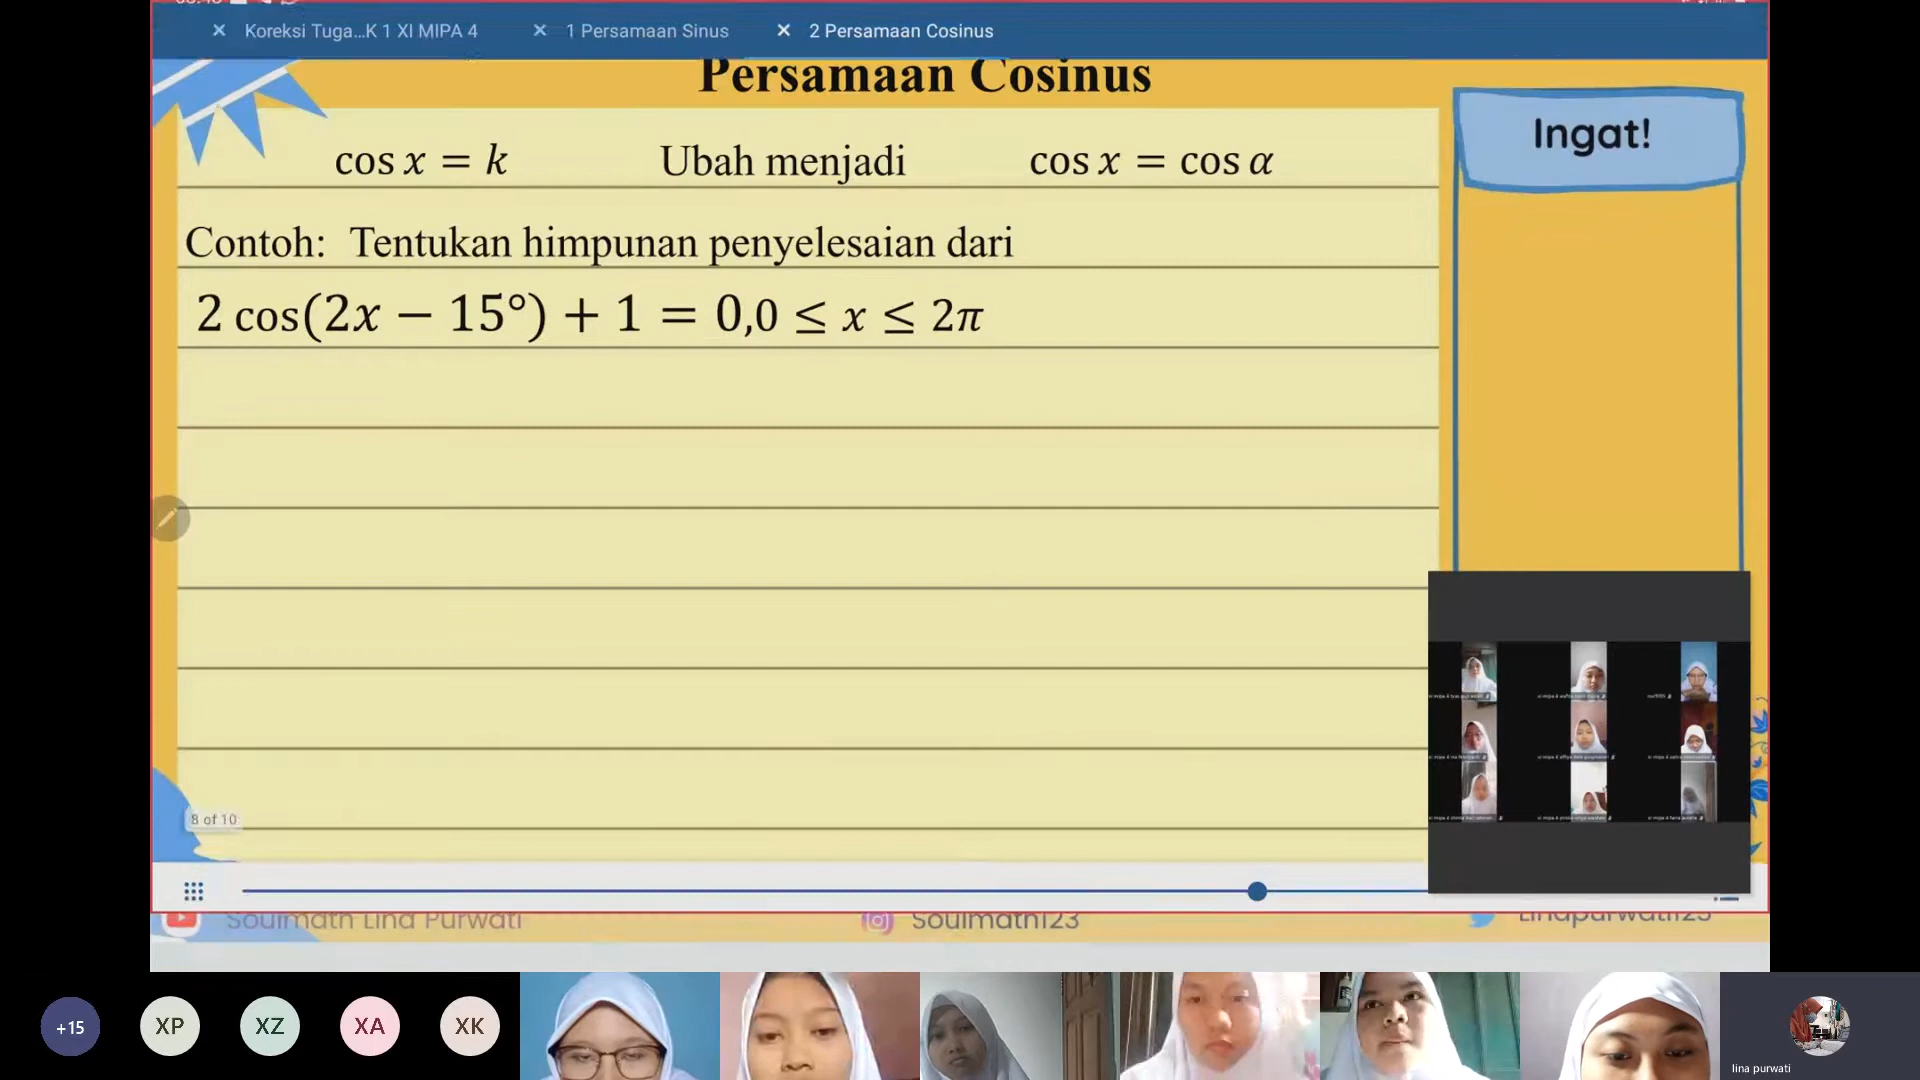 Koreksi Tuga...K 1 XI MIPA 4
1 Persamaan Sinus
2 Persamaan Cosinus
Persamaan Cosinus
cos x = k Ubah menjadi cos x = cos α
Contoh: Tentukan himpunan penyelesaian dari
2 cos(2x − 15°) + 1 = 0,0 ≤ x ≤ 2π
Ingat!
8 of 10
Soulmath Lina Purwati
Soulmath123
Linapurwati123
+15
XP
XZ
XA
XK
lina purwati